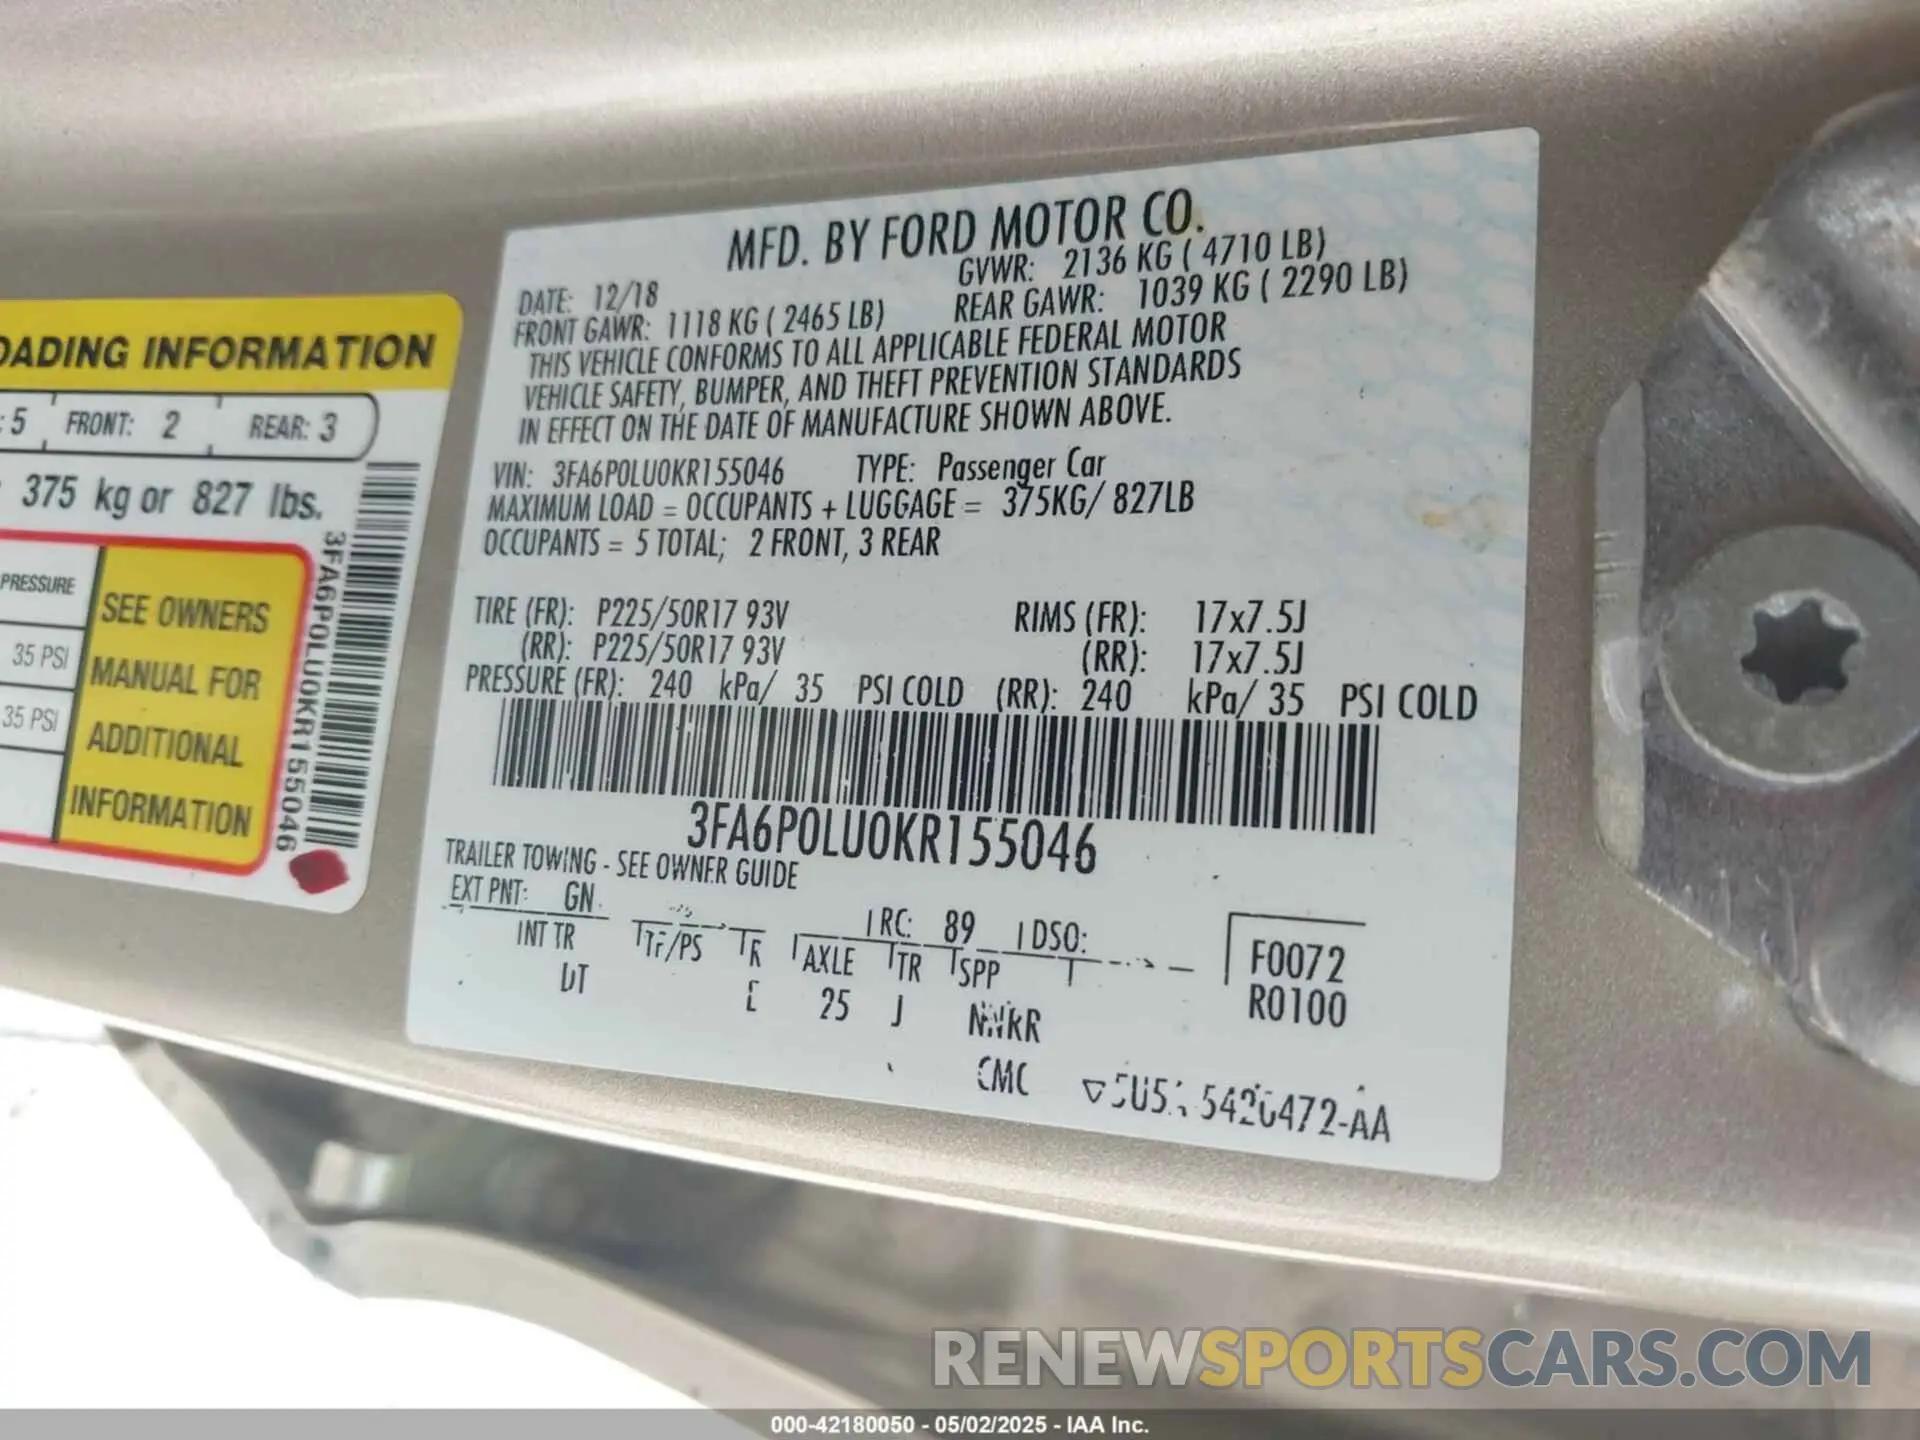 OADING INFORMATION
: 5 FRONT: 2 REAR: 3
375 kg or 827 lbs.
PRESSURE
35 PSI
35 PSI
SEE OWNERS
MANUAL FOR
ADDITIONAL
INFORMATION
3FA6P0LU0KR155046
MFD. BY FORD MOTOR CO.
DATE: 12/18 GVWR: 2136 KG ( 4710 LB)
FRONT GAWR: 1118 KG ( 2465 LB) REAR GAWR: 1039 KG ( 2290 LB)
THIS VEHICLE CONFORMS TO ALL APPLICABLE FEDERAL MOTOR
VEHICLE SAFETY, BUMPER, AND THEFT PREVENTION STANDARDS
IN EFFECT ON THE DATE OF MANUFACTURE SHOWN ABOVE.
VIN: 3FA6P0LU0KR155046 TYPE: Passenger Car
MAXIMUM LOAD = OCCUPANTS + LUGGAGE = 375KG/ 827LB
OCCUPANTS = 5 TOTAL; 2 FRONT, 3 REAR
TIRE (FR): P225/50R17 93V RIMS (FR): 17x7.5J
(RR): P225/50R17 93V (RR): 17x7.5J
PRESSURE (FR): 240 kPa/ 35 PSI COLD (RR): 240 kPa/ 35 PSI COLD
3FA6P0LU0KR155046
TRAILER TOWING - SEE OWNER GUIDE
EXT PNT: GN RC: 89 DSO:
INT TR TP/PS R AXLE TR SPP F0072
DT E 25 J R0100
CMC
RENEWSPORTSCARS.COM
000-42180050 - 05/02/2025 - IAA Inc.